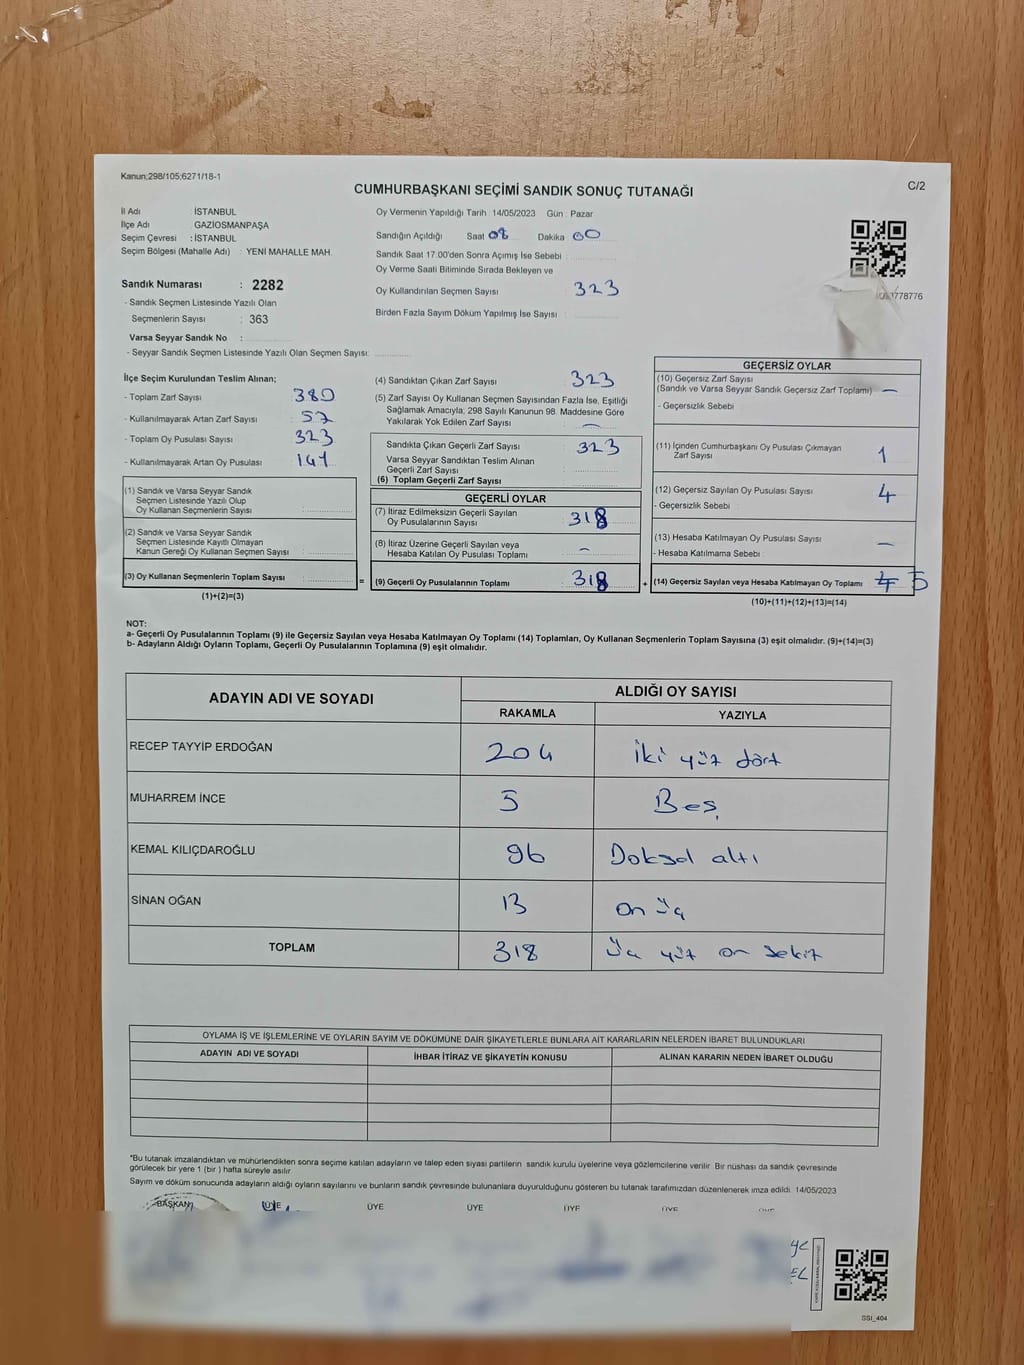 Kanun;298/105;6271/18-1
CUMHURBAŞKANI SEÇİMİ SANDIK SONUÇ TUTANAĞI
C/2
İl Adı İSTANBUL
İlçe Adı GAZİOSMANPAŞA
Seçim Çevresi : İSTANBUL
Seçim Bölgesi (Mahalle Adı) : YENİ MAHALLE MAH.
Oy Vermenin Yapıldığı Tarih : 14/05/2023 Gün : Pazar
Sandığın Açıldığı Saat 08 Dakika 00
Sandık Saat 17:00'den Sonra Açımış İse Sebebi :
Oy Verme Saati Bitiminde Sırada Bekleyen ve
Oy Kullandırılan Seçmen Sayısı : 323
Birden Fazla Sayım Döküm Yapılmış İse Sayısı :
778776
Sandık Numarası : 2282
- Sandık Seçmen Listesinde Yazılı Olan
Seçmenlerin Sayısı : 363
Varsa Seyyar Sandık No :
- Seyyar Sandık Seçmen Listesinde Yazılı Olan Seçmen Sayısı:
İlçe Seçim Kurulundan Teslim Alınan;
- Toplam Zarf Sayısı : 380
- Kullanılmayarak Artan Zarf Sayısı : 57
- Toplam Oy Pusulası Sayısı : 323
- Kullanılmayarak Artan Oy Pusulası : 141
(1) Sandık ve Varsa Seyyar Sandık
Seçmen Listesinde Yazılı Olup
Oy Kullanan Seçmenlerin Sayısı :
(2) Sandık ve Varsa Seyyar Sandık
Seçmen Listesinde Kayıtlı Olmayan
Kanun Gereği Oy Kullanan Seçmen Sayısı :
(3) Oy Kullanan Seçmenlerin Toplam Sayısı : =
(1)+(2)=(3)
(4) Sandıktan Çıkan Zarf Sayısı : 323
(5) Zarf Sayısı Oy Kullanan Seçmen Sayısından Fazla İse, Eşitliği
Sağlamak Amacıyla; 298 Sayılı Kanunun 98. Maddesine Göre
Yakılarak Yok Edilen Zarf Sayısı : —
Sandıkta Çıkan Geçerli Zarf Sayısı : 323
Varsa Seyyar Sandıktan Teslim Alınan
Geçerli Zarf Sayısı :
(6) Toplam Geçerli Zarf Sayısı :
GEÇERLİ OYLAR
(7) İtiraz Edilmeksizin Geçerli Sayılan
Oy Pusulalarının Sayısı : 318
(8) İtiraz Üzerine Geçerli Sayılan veya
Hesaba Katılan Oy Pusulası Toplamı : —
(9) Geçerli Oy Pusulalarının Toplamı : 318 +
GEÇERSİZ OYLAR
(10) Geçersiz Zarf Sayısı
(Sandık ve Varsa Seyyar Sandık Geçersiz Zarf Toplamı) : —
- Geçersizlik Sebebi :
(11) İçinden Cumhurbaşkanı Oy Pusulası Çıkmayan
Zarf Sayısı : 1
(12) Geçersiz Sayılan Oy Pusulası Sayısı : 4
- Geçersizlik Sebebi :
(13) Hesaba Katılmayan Oy Pusulası Sayısı : —
- Hesaba Katılmama Sebebi :
(14) Geçersiz Sayılan veya Hesaba Katılmayan Oy Toplamı : 4 5
(10)+(11)+(12)+(13)=(14)
NOT:
a- Geçerli Oy Pusulalarının Toplamı (9) ile Geçersiz Sayılan veya Hesaba Katılmayan Oy Toplamı (14) Toplamları, Oy Kullanan Seçmenlerin Toplam Sayısına (3) eşit olmalıdır. (9)+(14)=(3)
b- Adayların Aldığı Oyların Toplamı, Geçerli Oy Pusulalarının Toplamına (9) eşit olmalıdır.
ADAYIN ADI VE SOYADI ALDIĞI OY SAYISI
RAKAMLA YAZIYLA
RECEP TAYYİP ERDOĞAN 204 İki yüz dört
MUHARREM İNCE 5 Beş
KEMAL KILIÇDAROĞLU 96 Doksal altı
SİNAN OĞAN 13 on üç
TOPLAM 318 üç yüz on sekiz
OYLAMA İŞ VE İŞLEMLERİNE VE OYLARIN SAYIM VE DÖKÜMÜNE DAİR ŞİKAYETLERLE BUNLARA AİT KARARLARIN NELERDEN İBARET BULUNDUKLARI
ADAYIN ADI VE SOYADI İHBAR İTİRAZ VE ŞİKAYETİN KONUSU ALINAN KARARIN NEDEN İBARET OLDUĞU
*Bu tutanak imzalandıktan ve mühürlendikten sonra seçime katılan adayların ve talep eden siyasi partilerin sandık kurulu üyelerine veya gözlemcilerine verilir. Bir nüshası da sandık çevresinde
görülecek bir yere 1 (bir ) hafta süreyle asılır.
Sayım ve döküm sonucunda adayların aldığı oyların sayılarını ve bunların sandık çevresinde bulunanlara duyurulduğunu gösteren bu tutanak tarafımızdan düzenlenerek imza edildi. 14/05/2023
BAŞKAN ÜYE ÜYE ÜYE ÜYE ÜYE ÜYE
SSI_404